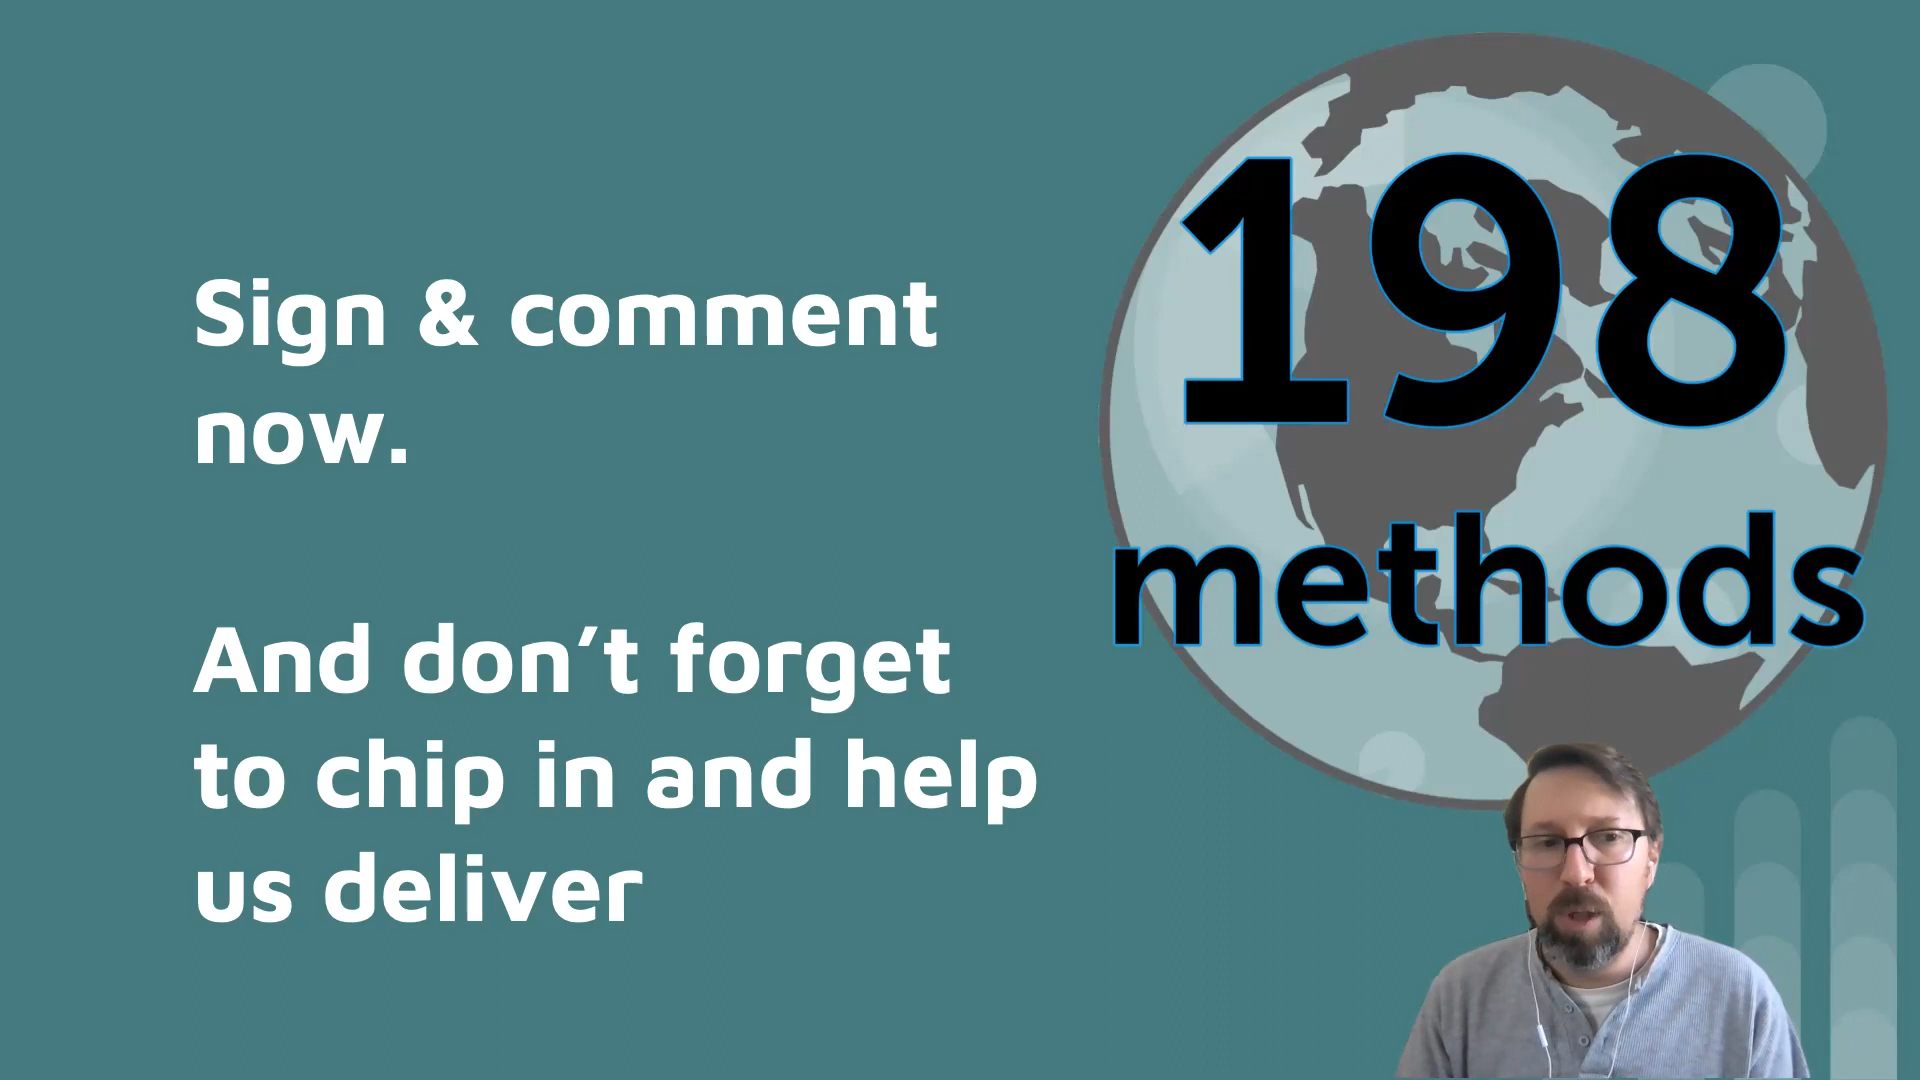 Sign & comment
now.
And don’t forget
to chip in and help
us deliver
198
methods